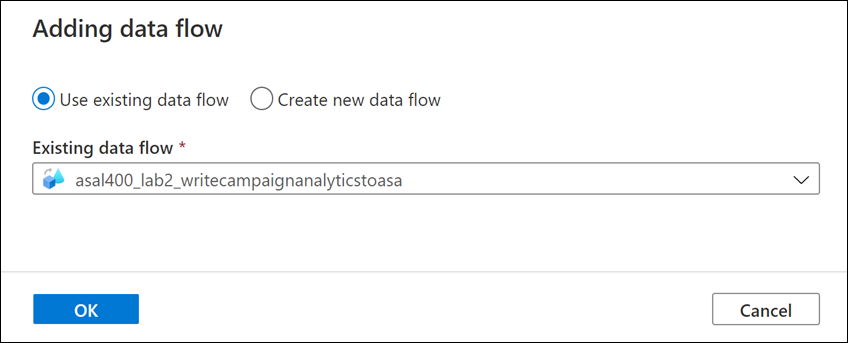 Adding data flow
Use existing data flow Create new data flow
Existing data flow *
asal400_lab2_writecampaignanalyticstoasa
OK Cancel